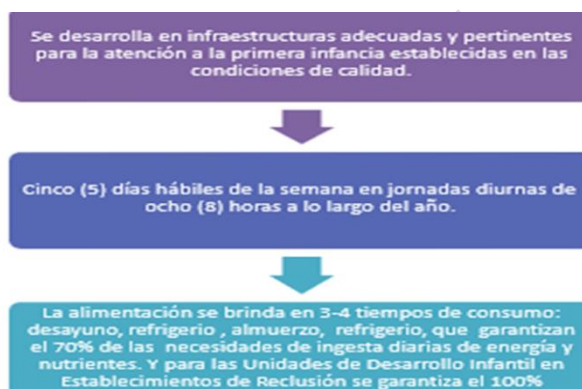 Se desarrolla en infraestructuras adecuadas y pertinentes
para la atención a la primera infancia establecidas en las
condiciones de calidad.
Cinco (5) días hábiles de la semana en jornadas diurnas de
ocho (8) horas a lo largo del año.
La alimentación se brinda en 3-4 tiempos de consumo:
desayuno, refrigerio , almuerzo, refrigerio, que garantizan
el 70% de las necesidades de ingesta diarias de energía y
nutrientes. Y para las Unidades de Desarrollo Infantil en
Establecimientos de Reclusión se garantiza el 100%